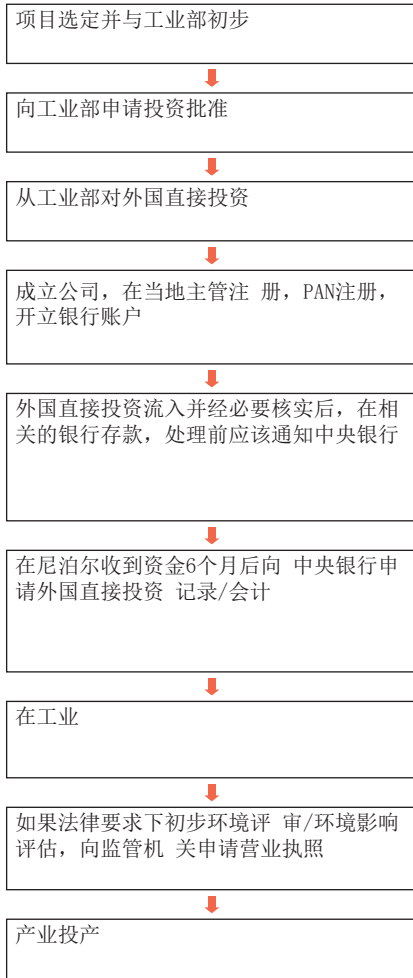 项目选定并与工业部初步
向工业部申请投资批准
从工业部对外国直接投资
成立公司，在当地主管注 册，PAN注册，
开立银行账户
外国直接投资流入并经必要核实后，在相
关的银行存款，处理前应该通知中央银行
在尼泊尔收到资金6个月后向 中央银行申
请外国直接投资 记录/会计
在工业
如果法律要求下初步环境评 审/环境影响
评估，向监管机 关申请营业执照
产业投产